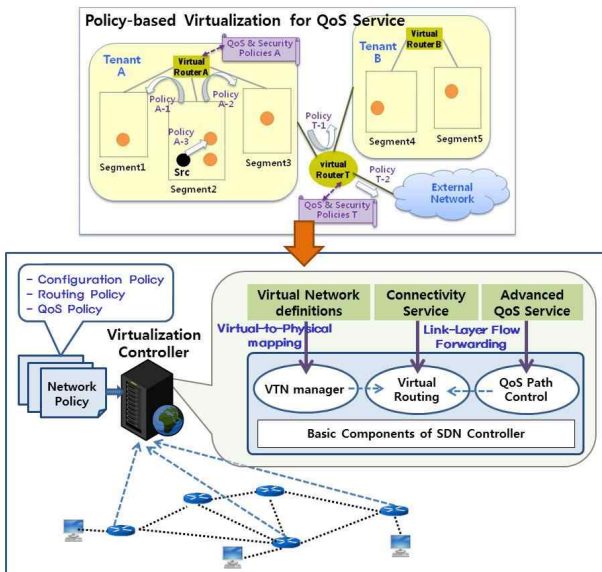 Policy-based Virtualization for QoS Service
Tenant
A
Virtual
RouterA
QoS & Security
Policies A
Policy
A-1
Policy
A-2
Policy
A-3
Src
Segment1
Segment2
Segment3
Tenant
B
Virtual
RouterB
Segment4
Segment5
Policy
T-1
virtual
RouterT
Policy
T-2
QoS & Security
Policies T
External
Network
- Configuration Policy
- Routing Policy
- QoS Policy
Virtualization
Controller
Network
Policy
Virtual Network
definitions
Connectivity
Service
Advanced
QoS Service
Virtual-to-Physical
mapping
Link-Layer Flow
Forwarding
VTN manager
Virtual
Routing
QoS Path
Control
Basic Components of SDN Controller